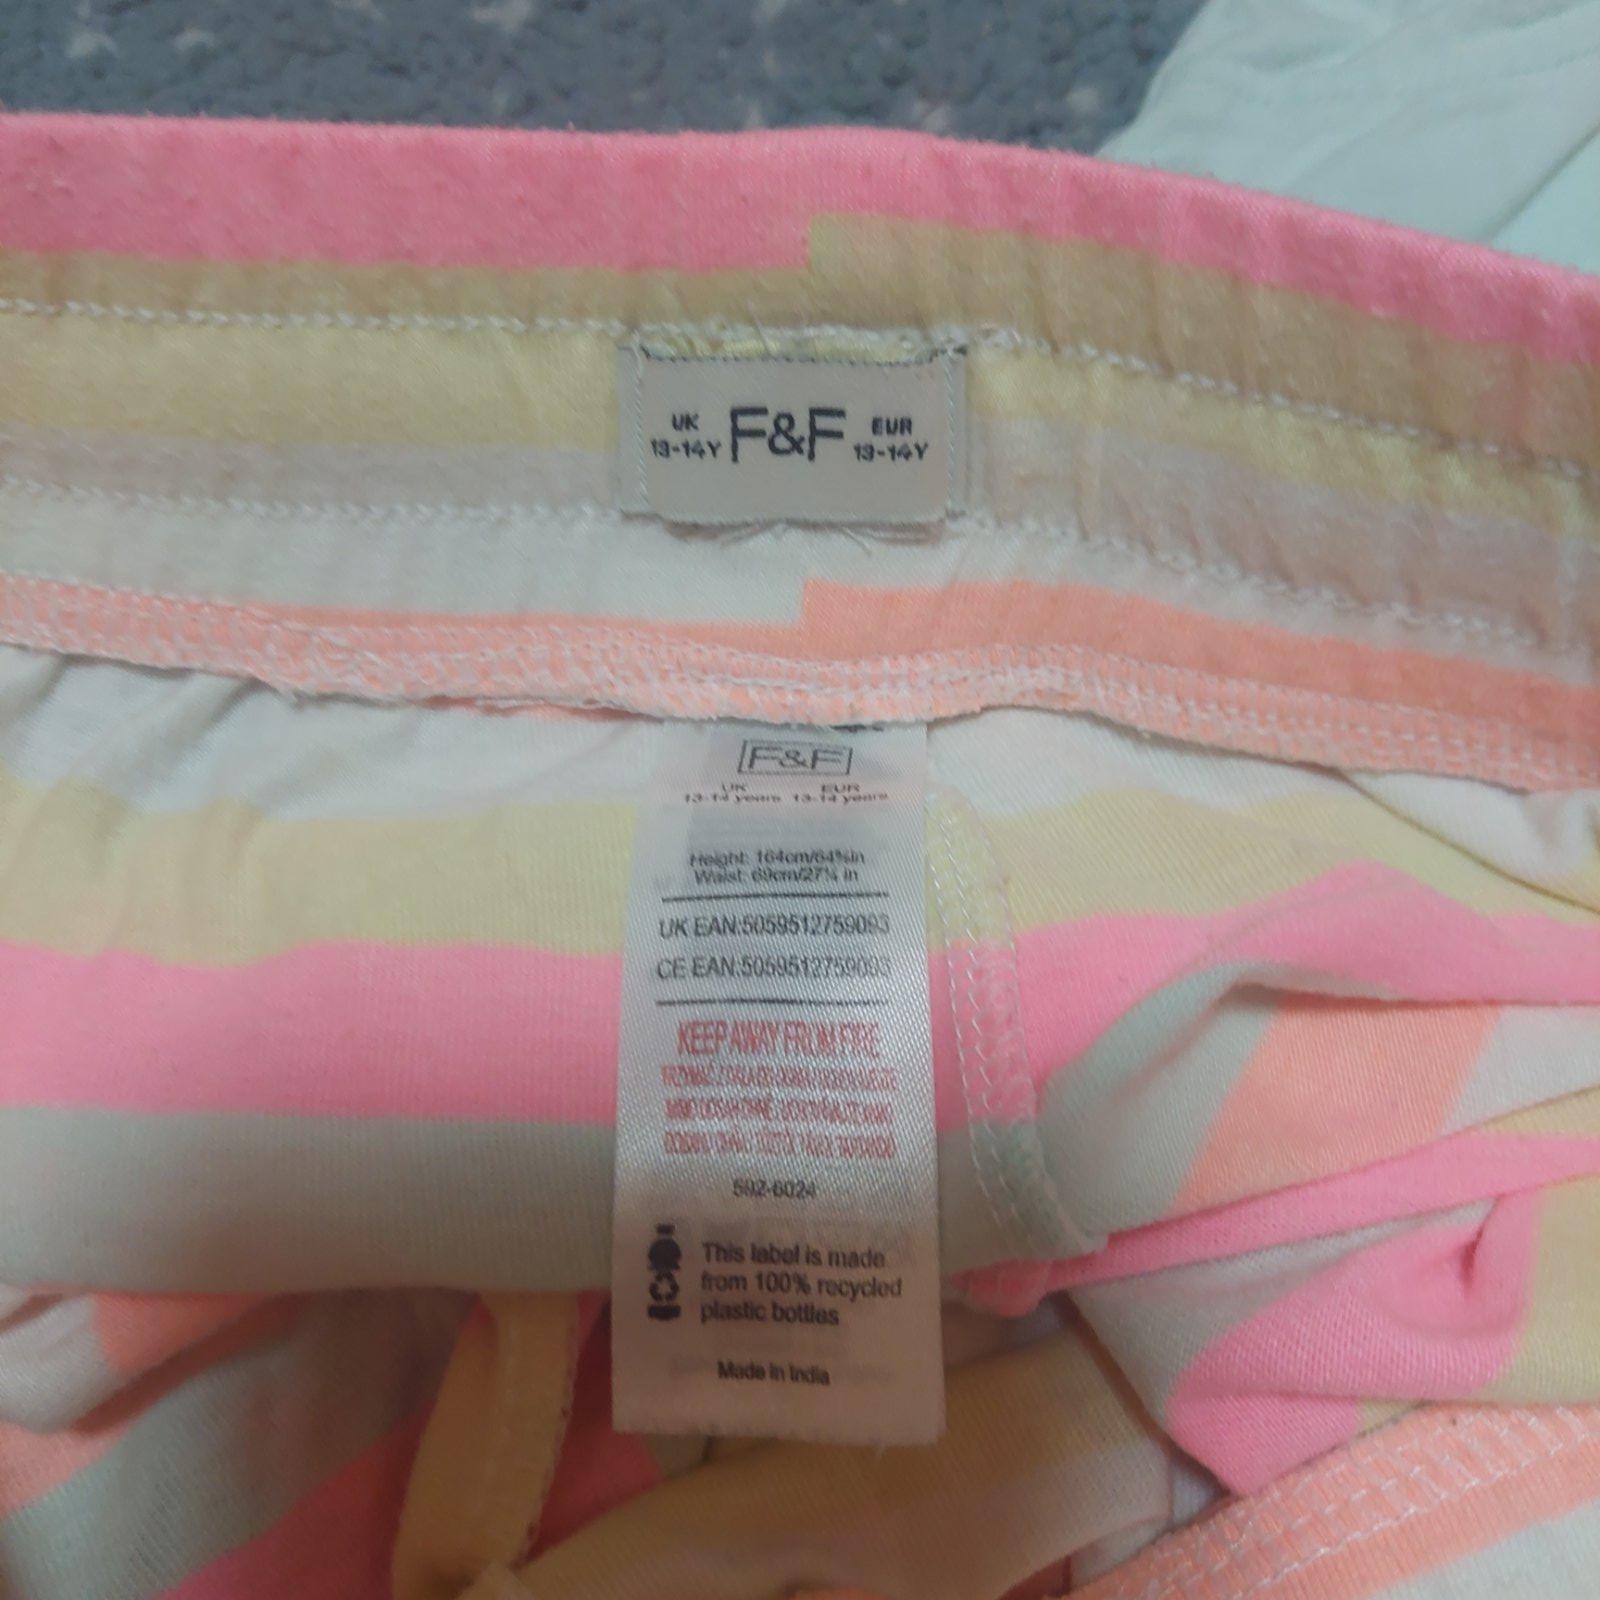 UK
13-14Y
F&F
EUR
13-14Y
F&F
UK EUR
13-14 years 13-14 years
Height: 164cm/64⅝in
Waist: 69cm/27¼ in
UK EAN:5059512759093
CE EAN:5059512759093
KEEP AWAY FROM FIRE
592-6024
This label is made
from 100% recycled
plastic bottles
Made in India